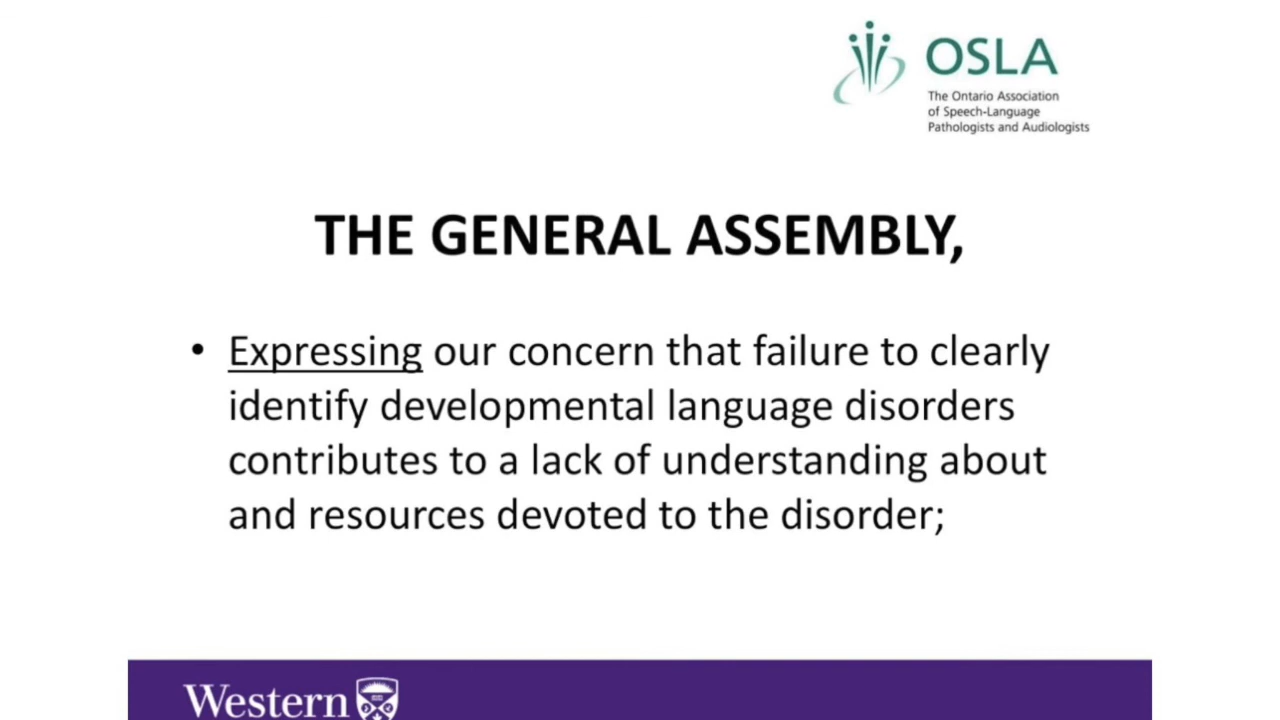 OSLA
The Ontario Association
of Speech-Language
Pathologists and Audiologists
THE GENERAL ASSEMBLY,
• Expressing our concern that failure to clearly
identify developmental language disorders
contributes to a lack of understanding about
and resources devoted to the disorder;
Western